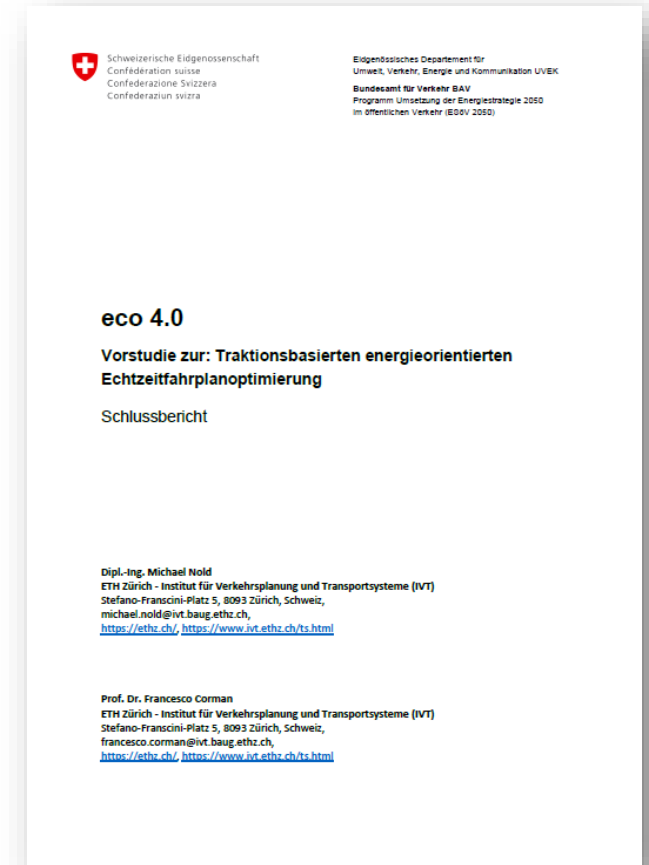 Schweizerische Eidgenossenschaft
Confédération suisse
Confederazione Svizzera
Confederaziun svizra
Eidgenössisches Departement für
Umwelt, Verkehr, Energie und Kommunikation UVEK
Bundesamt für Verkehr BAV
Programm Umsetzung der Energiestrategie 2050
im öffentlichen Verkehr (ESöV 2050)
eco 4.0
Vorstudie zur: Traktionsbasierten energieorientierten
Echtzeitfahrplanoptimierung
Schlussbericht
Dipl.-Ing. Michael Nold
ETH Zürich - Institut für Verkehrsplanung und Transportsysteme (IVT)
Stefano-Franscini-Platz 5, 8093 Zürich, Schweiz,
michael.nold@ivt.baug.ethz.ch,
https://ethz.ch/, https://www.ivt.ethz.ch/ts.html
Prof. Dr. Francesco Corman
ETH Zürich - Institut für Verkehrsplanung und Transportsysteme (IVT)
Stefano-Franscini-Platz 5, 8093 Zürich, Schweiz,
francesco.corman@ivt.baug.ethz.ch,
https://ethz.ch/, https://www.ivt.ethz.ch/ts.html